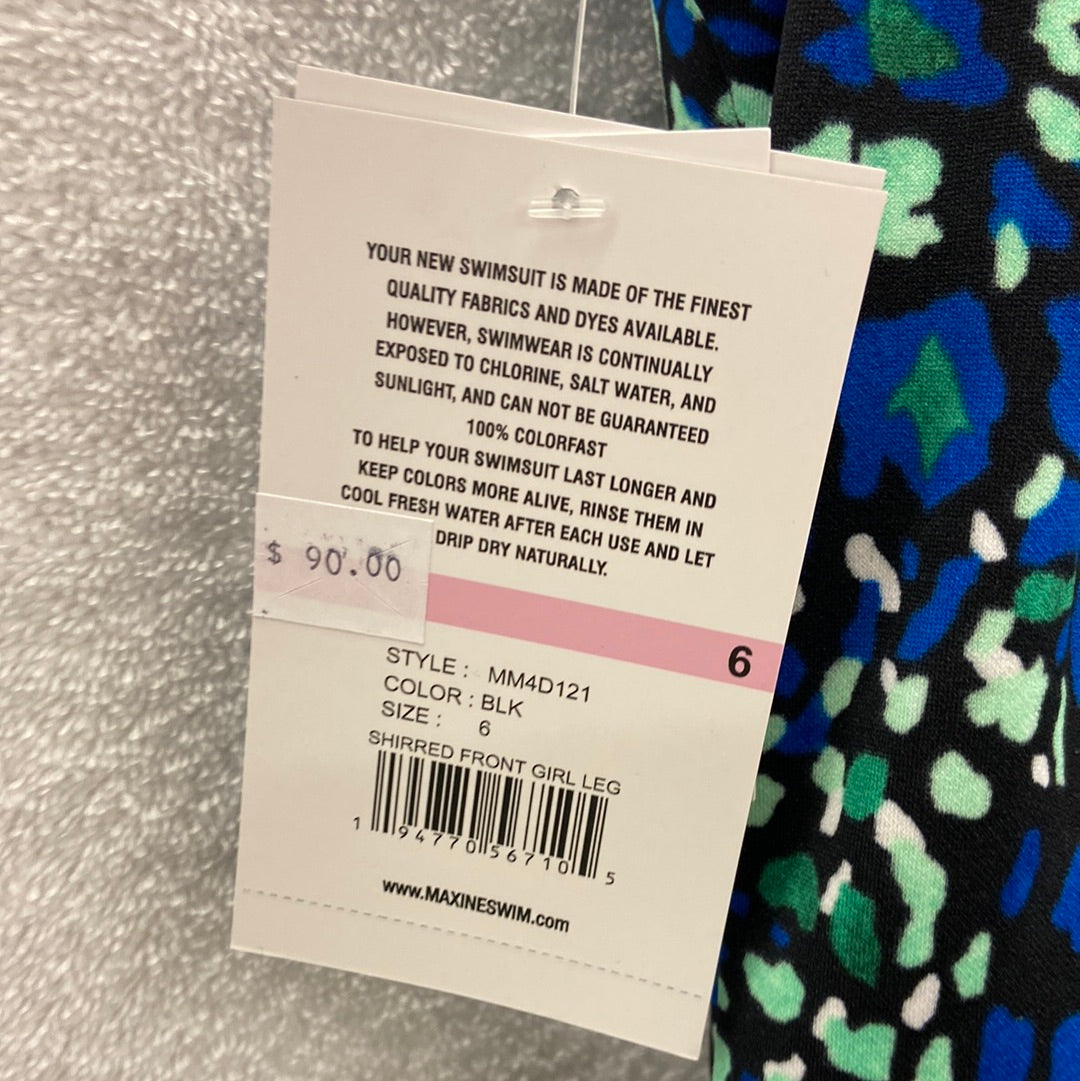 YOUR NEW SWIMSUIT IS MADE OF THE FINEST
QUALITY FABRICS AND DYES AVAILABLE.
HOWEVER, SWIMWEAR IS CONTINUALLY
EXPOSED TO CHLORINE, SALT WATER, AND
SUNLIGHT, AND CAN NOT BE GUARANTEED
100% COLORFAST
TO HELP YOUR SWIMSUIT LAST LONGER AND
KEEP COLORS MORE ALIVE, RINSE THEM IN
COOL FRESH WATER AFTER EACH USE AND LET
DRIP DRY NATURALLY.
$ 90.00
6
STYLE : MM4D121
COLOR : BLK
SIZE : 6
SHIRRED FRONT GIRL LEG
1 94770 56710 5
www.MAXINESWIM.com